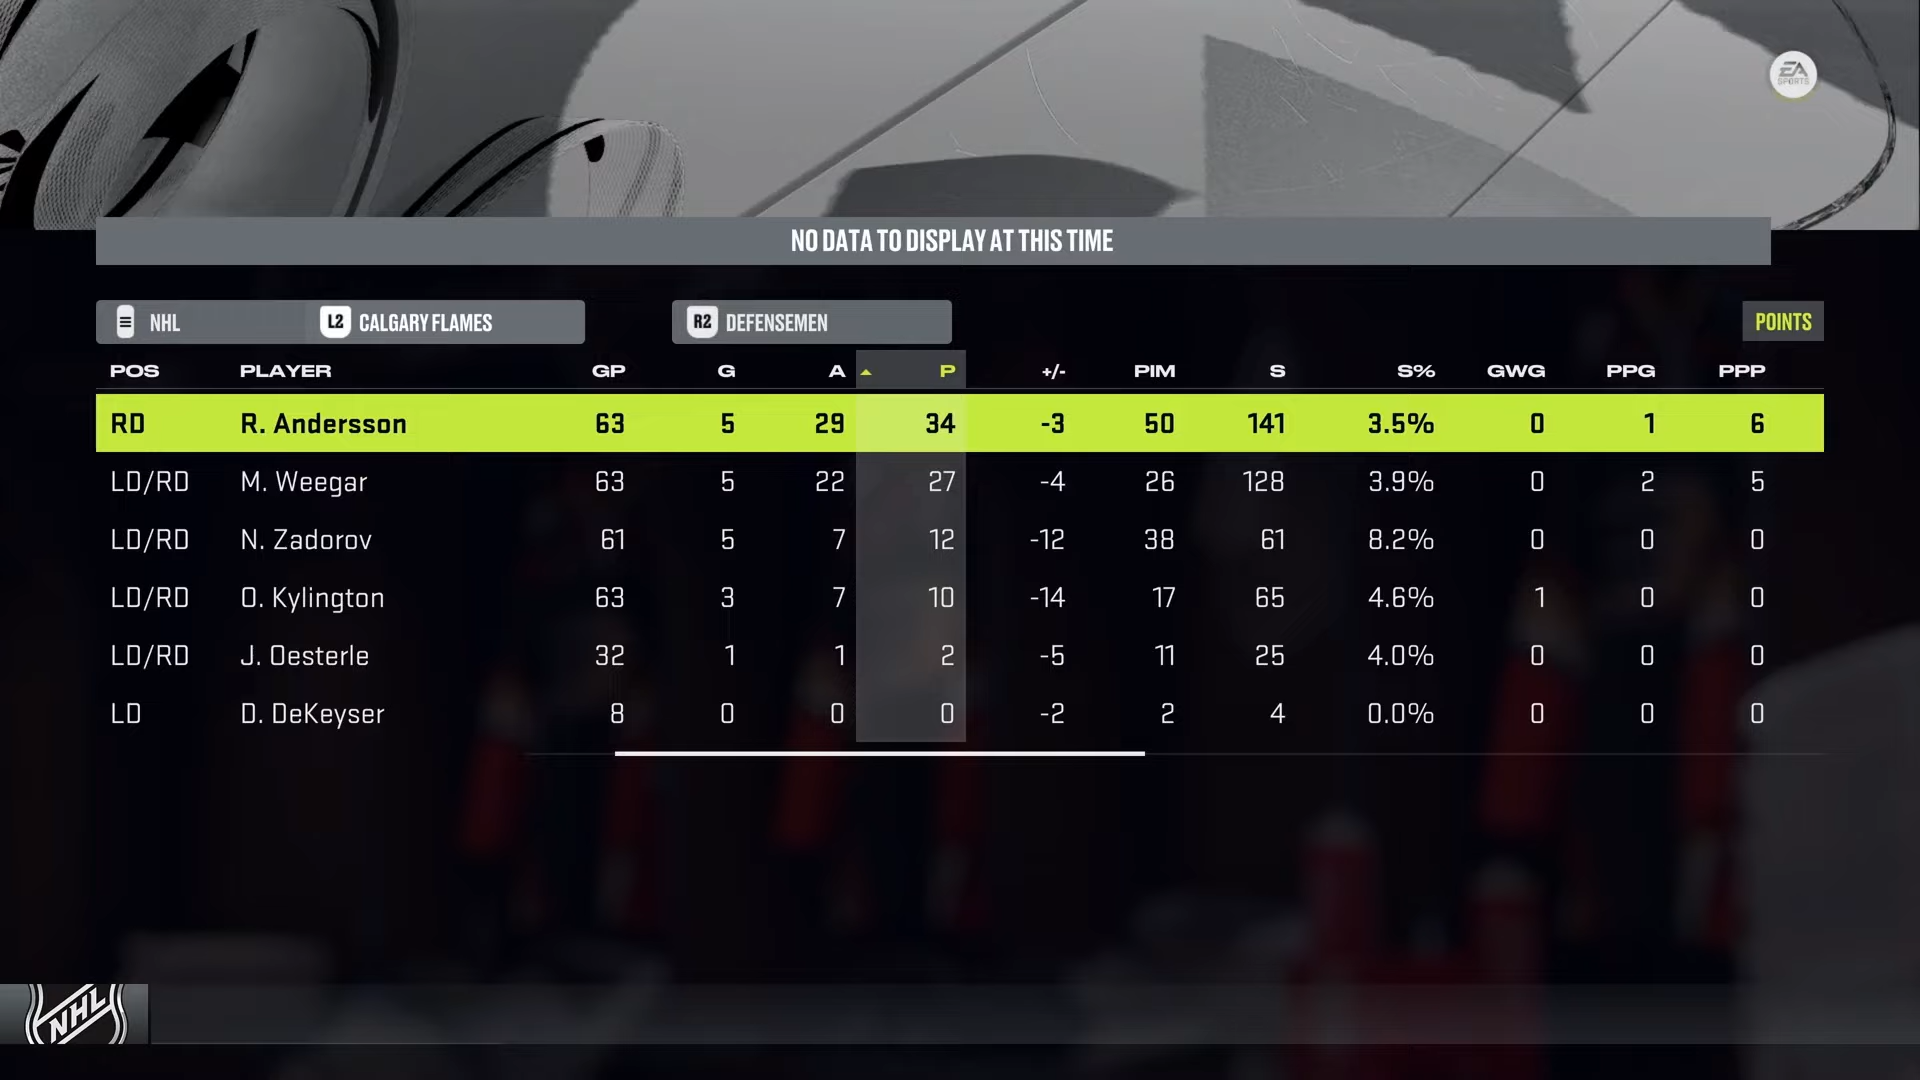 EA SPORTS
NO DATA TO DISPLAY AT THIS TIME
NHL L2 CALGARY FLAMES R2 DEFENSEMEN POINTS
POS PLAYER GP G A P +/- PIM S S% GWG PPG PPP
RD R. Andersson 63 5 29 34 -3 50 141 3.5% 0 1 6
LD/RD M. Weegar 63 5 22 27 -4 26 128 3.9% 0 2 5
LD/RD N. Zadorov 61 5 7 12 -12 38 61 8.2% 0 0 0
LD/RD O. Kylington 63 3 7 10 -14 17 65 4.6% 1 0 0
LD/RD J. Oesterle 32 1 1 2 -5 11 25 4.0% 0 0 0
LD D. DeKeyser 8 0 0 0 -2 2 4 0.0% 0 0 0
NHL